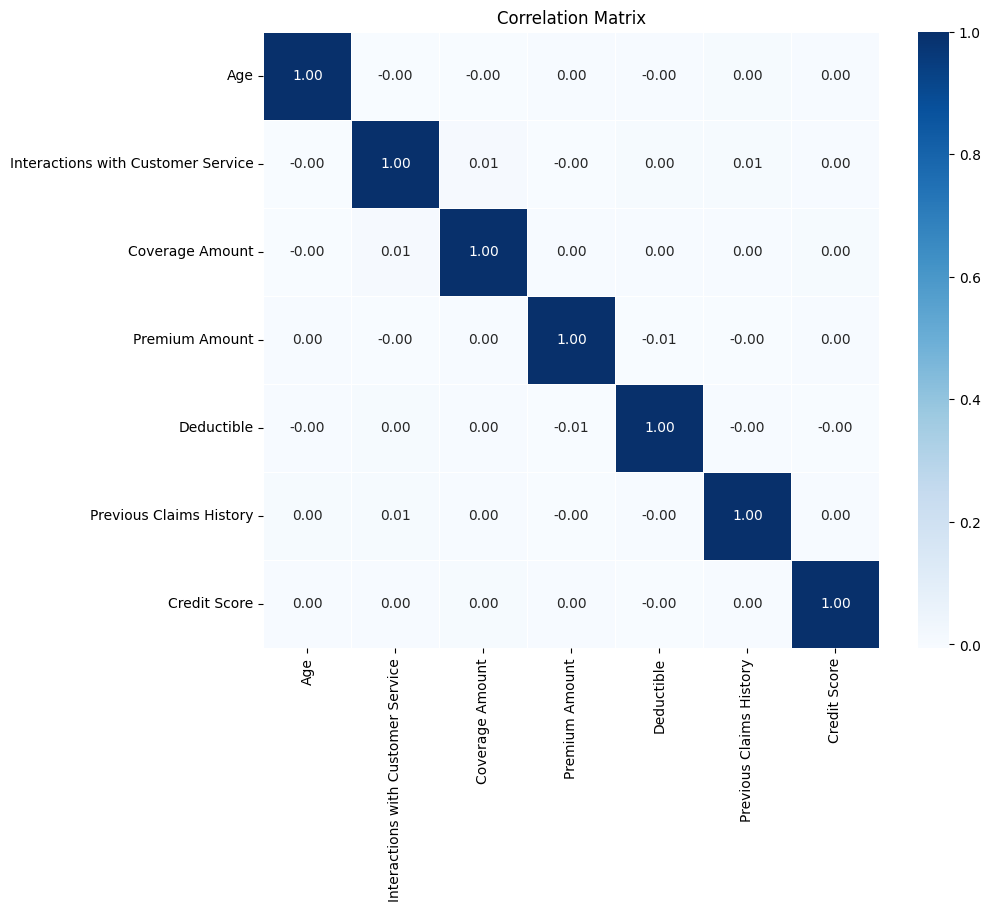 Correlation Matrix
Age 1.00 -0.00 -0.00 0.00 -0.00 0.00 0.00
Interactions with Customer Service -0.00 1.00 0.01 -0.00 0.00 0.01 0.00
Coverage Amount -0.00 0.01 1.00 0.00 0.00 0.00 0.00
Premium Amount 0.00 -0.00 0.00 1.00 -0.01 -0.00 0.00
Deductible -0.00 0.00 0.00 -0.01 1.00 -0.00 -0.00
Previous Claims History 0.00 0.01 0.00 -0.00 -0.00 1.00 0.00
Credit Score 0.00 0.00 0.00 0.00 -0.00 0.00 1.00
Age
Interactions with Customer Service
Coverage Amount
Premium Amount
Deductible
Previous Claims History
Credit Score
1.0
0.8
0.6
0.4
0.2
0.0